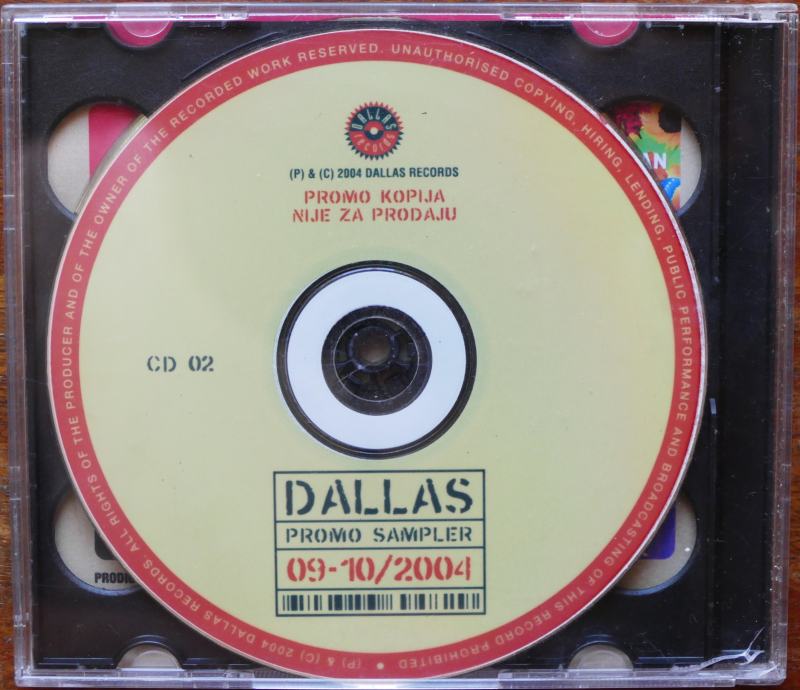 DALLAS
records
(P) & (C) 2004 DALLAS RECORDS
PROMO KOPIJA
NIJE ZA PRODAJU
CD 02
DALLAS
PROMO SAMPLER
09-10/2004
(P) & (C) 2004 DALLAS RECORDS. ALL RIGHTS OF THE PRODUCER AND OF THE OWNER OF THE RECORDED WORK RESERVED. UNAUTHORISED COPYING, HIRING, LENDING, PUBLIC PERFORMANCE AND BROADCASTING OF THIS RECORD PROHIBITED •